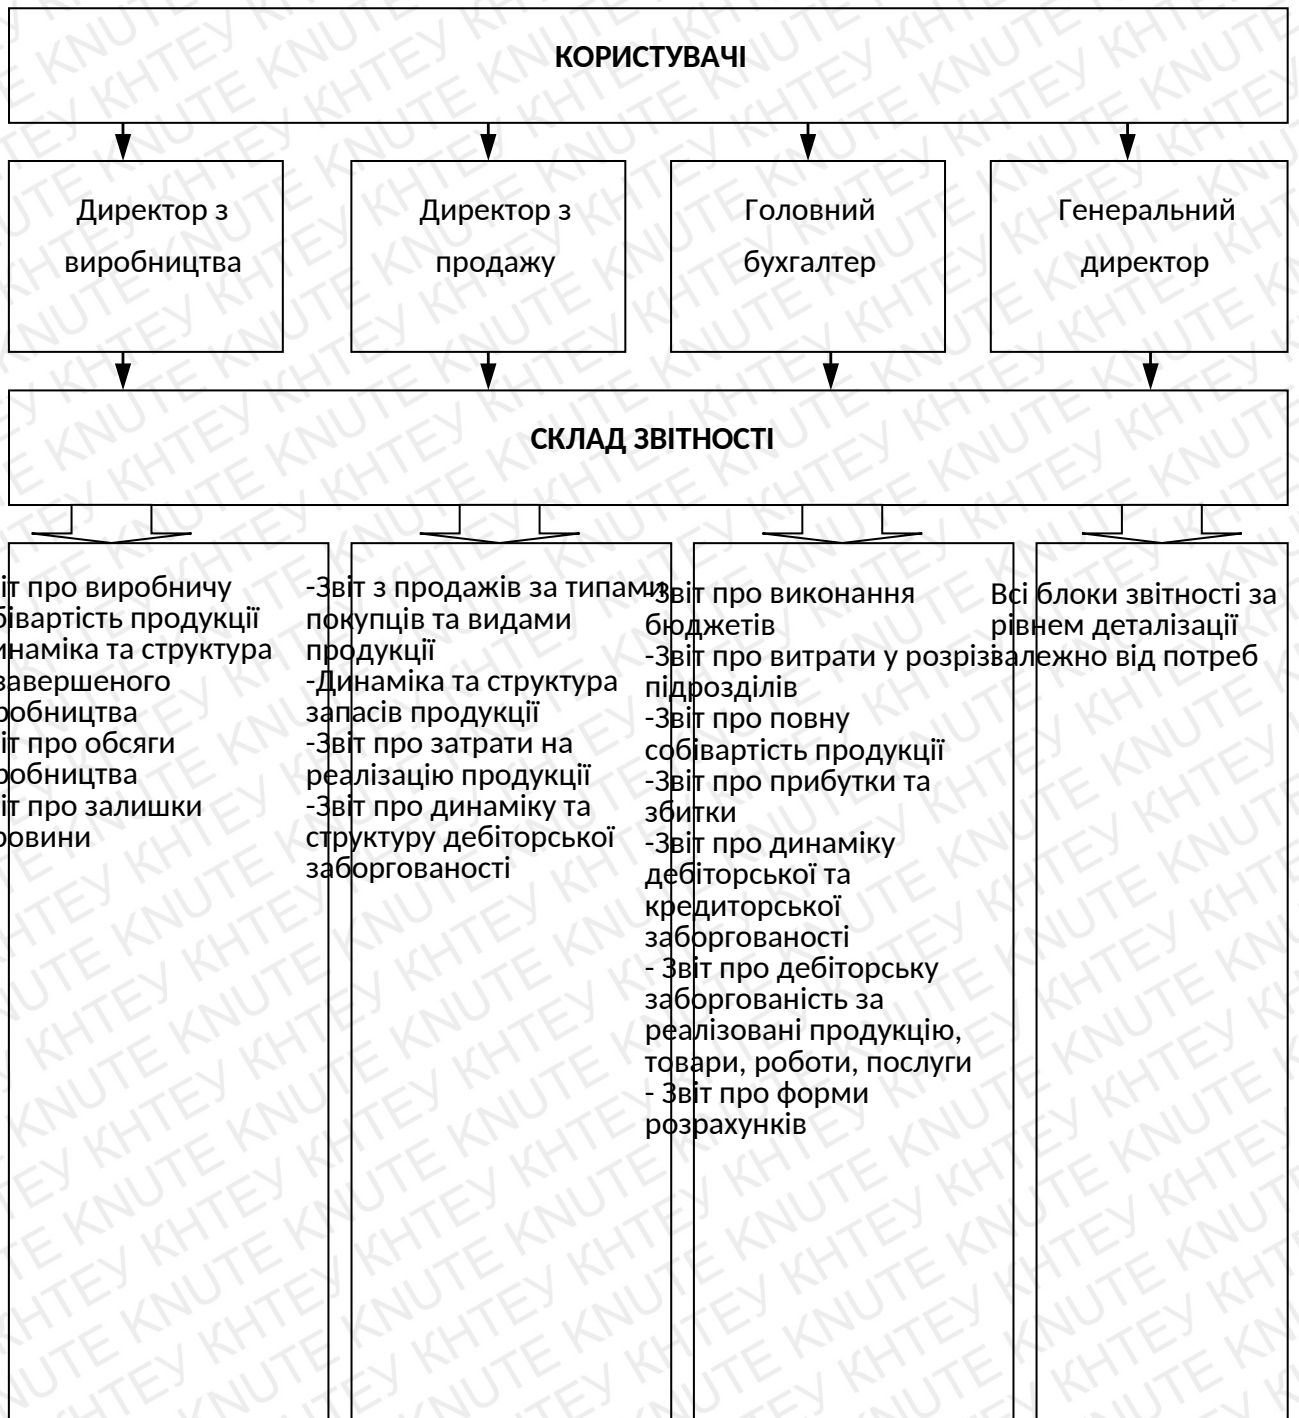 КОРИСТУВАЧІ
Директор з
виробництва
Директор з
продажу
Головний
бухгалтер
Генеральний
директор
СКЛАД ЗВІТНОСТІ
іт про виробничу
бівартість продукції
инаміка та структура
завершеного
робництва
іт про обсяги
робництва
іт про залишки
ровини
-Звіт з продажів за типами
покупців та видами
продукції
-Динаміка та структура
запасів продукції
-Звіт про затрати на
реалізацію продукції
-Звіт про динаміку та
структуру дебіторської
заборгованості
-Звіт про виконання
бюджетів
-Звіт про витрати у розрізі
підрозділів
-Звіт про повну
собівартість продукції
-Звіт про прибутки та
збитки
-Звіт про динаміку
дебіторської та
кредиторської
заборгованості
- Звіт про дебіторську
заборгованість за
реалізовані продукцію,
товари, роботи, послуги
- Звіт про форми
розрахунків
Всі блоки звітності за
рівнем деталізації
залежно від потреб